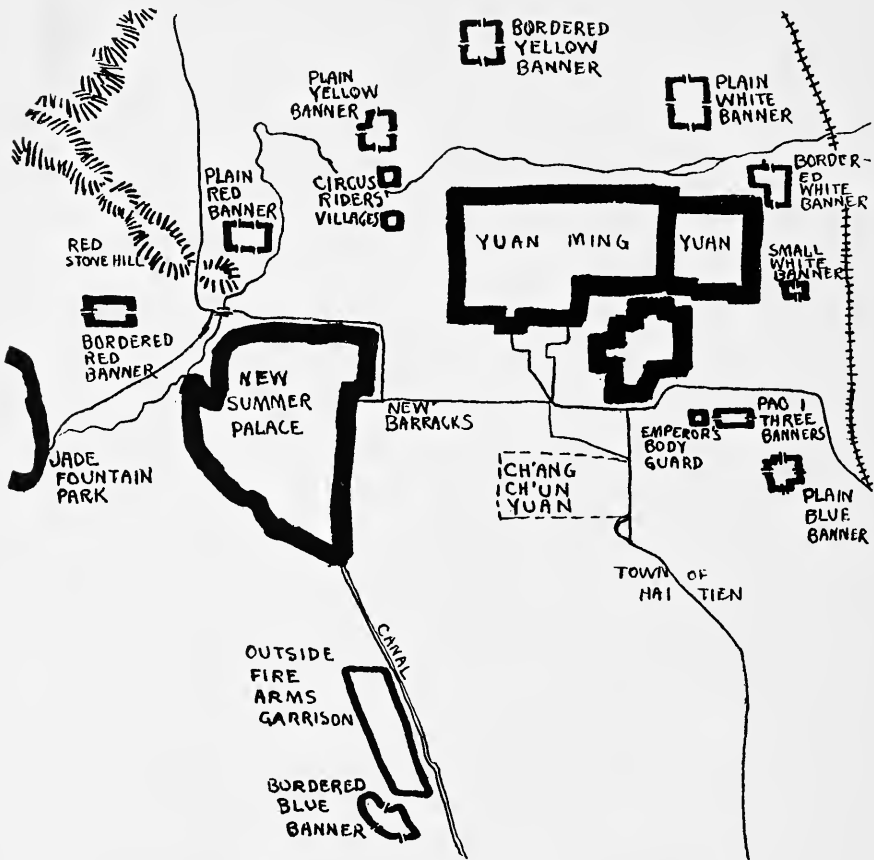 BORDERED
YELLOW
BANNER
PLAIN
YELLOW
BANNER
PLAIN
WHITE
BANNER
CIRCUS
RIDERS'
VILLAGES
PLAIN
RED
BANNER
BORDER-
ED
WHITE
BANNER
YUAN MING YUAN
RED
STOVE HILL
SMALL
WHITE
BANNER
BORDERED
RED
BANNER
NEW
SUMMER
PALACE
NEW
BARRACKS
EMPEROR'S
BODY
GUARD
PAO I
THREE
BANNERS
JADE
FOUNTAIN
PARK
CH'ANG
CH'UN
YUAN
PLAIN
BLUE
BANNER
TOWN OF
HAI TIEN
CANAL
OUTSIDE
FIRE
ARMS
GARRISON
BORDERED
BLUE
BANNER